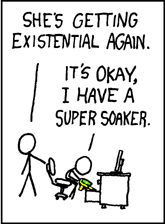 SHE'S GETTING
EXISTENTIAL AGAIN.
IT'S OKAY,
I HAVE A
SUPER SOAKER.